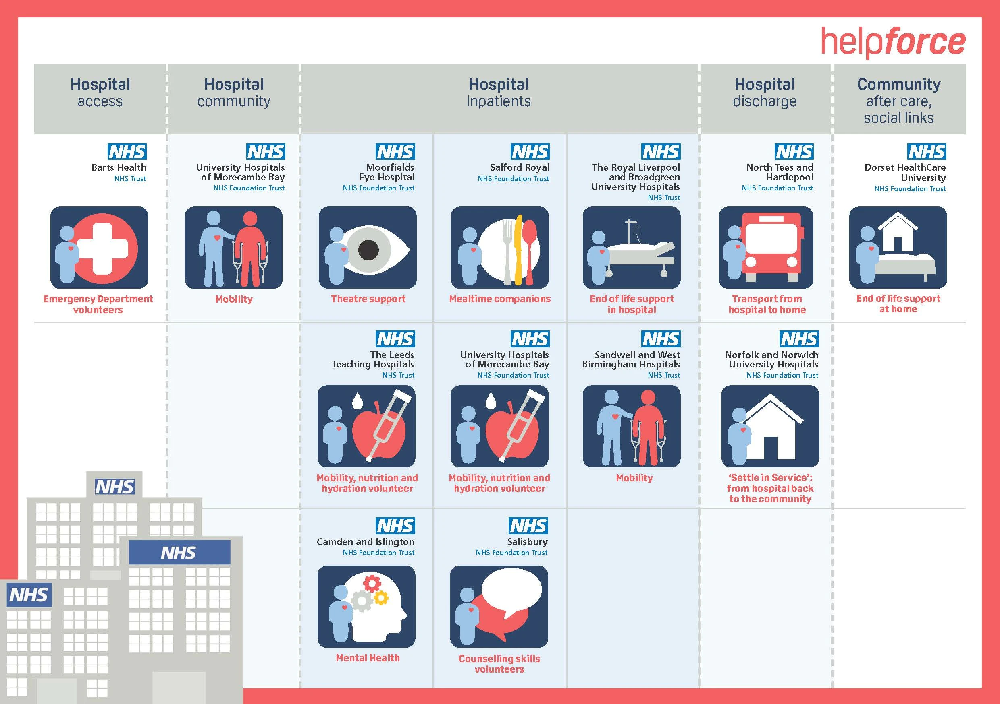 helpforce
Hospital
access
Hospital
community
Hospital
Inpatients
Hospital
discharge
Community
after care,
social links
NHS
Barts Health
NHS Trust
Emergency Department
volunteers
NHS
University Hospitals
of Morecambe Bay
NHS Foundation Trust
Mobility
NHS
Moorfields
Eye Hospital
NHS Foundation Trust
Theatre support
NHS
Salford Royal
NHS Foundation Trust
Mealtime companions
NHS
The Royal Liverpool
and Broadgreen
University Hospitals
NHS Trust
End of life support
in hospital
NHS
North Tees and
Hartlepool
NHS Foundation Trust
Transport from
hospital to home
NHS
Dorset HealthCare
University
NHS Foundation Trust
End of life support
at home
NHS
The Leeds
Teaching Hospitals
NHS Trust
Mobility, nutrition and
hydration volunteer
NHS
University Hospitals
of Morecambe Bay
NHS Foundation Trust
Mobility, nutrition and
hydration volunteer
NHS
Sandwell and West
Birmingham Hospitals
NHS Trust
Mobility
NHS
Norfolk and Norwich
University Hospitals
NHS Foundation Trust
‘Settle in Service’:
from hospital back
to the community
NHS
Camden and Islington
NHS Foundation Trust
Mental Health
NHS
Salisbury
NHS Foundation Trust
Counselling skills
volunteers
NHS
NHS
NHS